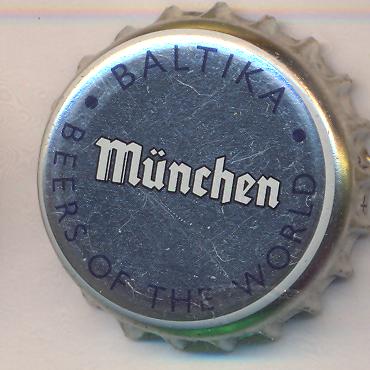 • BALTIKA •
München
BEERS OF THE WORLD